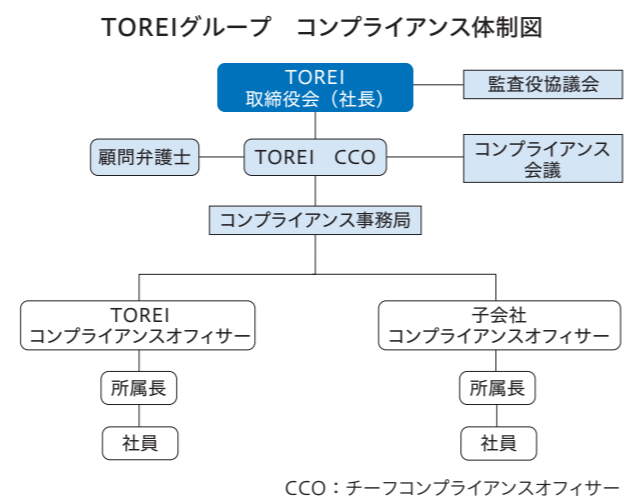 TOREIグループ　コンプライアンス体制図
TOREI
取締役会（社長）
監査役協議会
顧問弁護士
TOREI　CCO
コンプライアンス
会議
コンプライアンス事務局
TOREI
コンプライアンスオフィサー
子会社
コンプライアンスオフィサー
所属長
所属長
社員
社員
CCO：チーフコンプライアンスオフィサー